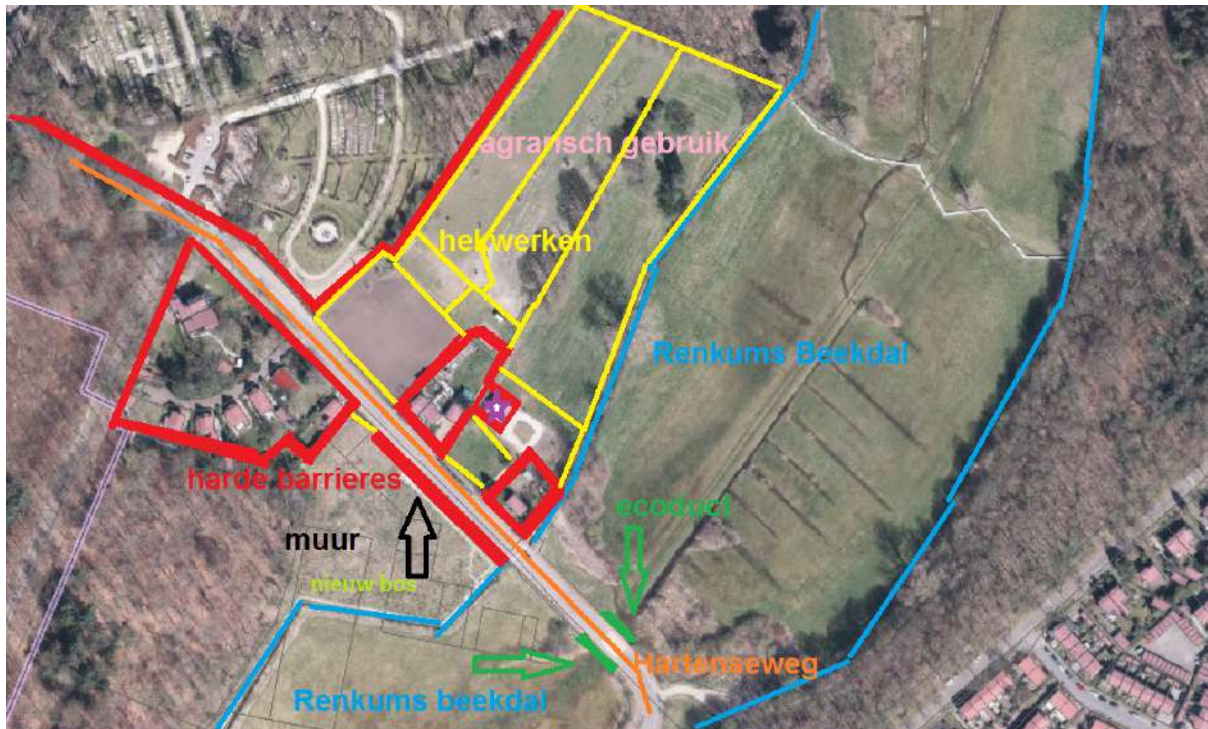 agrarisch gebruik
hekwerken
Renkums Beekdal
harde barrieres
ecoduct
muur
nieuw bos
Hartenseweg
Renkums beekdal